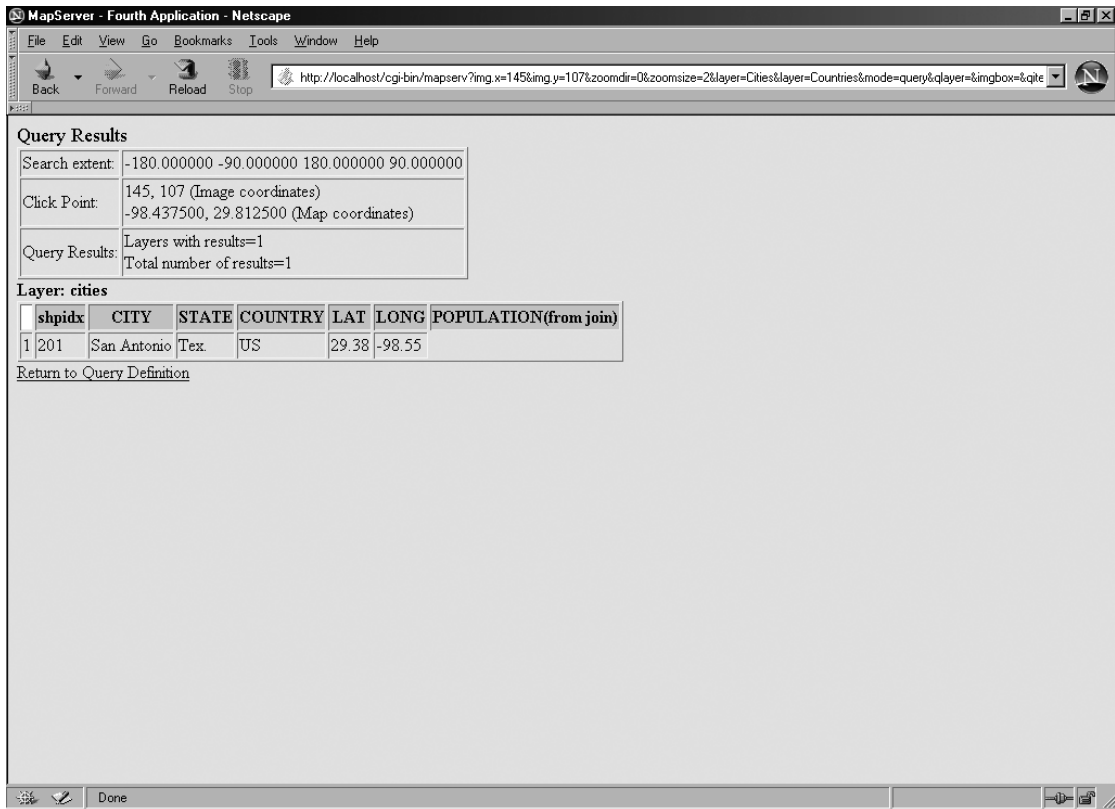 MapServer - Fourth Application - Netscape
File Edit View Go Bookmarks Tools Window Help
Back Forward Reload Stop http://localhost/cgi-bin/mapserv?img.x=145&img.y=107&zoomdir=0&zoomsize=2&layer=Cities&layer=Countries&mode=query&qlayer=&imgbox=&qite N
Query Results
Search extent: -180.000000 -90.000000 180.000000 90.000000
Click Point: 145, 107 (Image coordinates)
-98.437500, 29.812500 (Map coordinates)
Query Results: Layers with results=1
Total number of results=1
Layer: cities
shpidx CITY STATE COUNTRY LAT LONG POPULATION(from join)
1 201 San Antonio Tex. US 29.38 -98.55
Return to Query Definition
Done